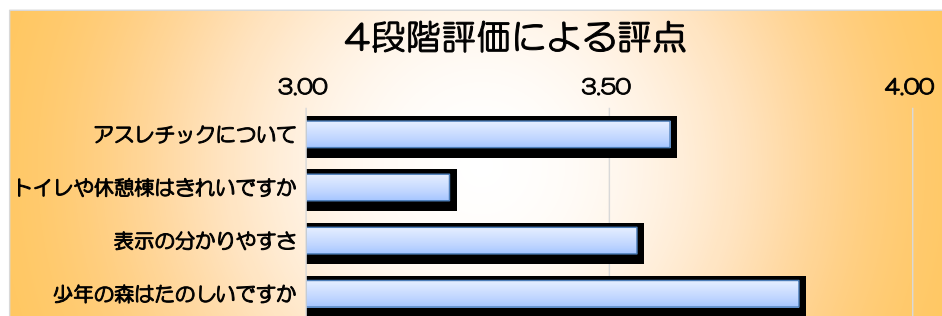 4段階評価による評点
3.00 3.50 4.00
アスレチックについて
トイレや休憩棟はきれいですか
表示の分かりやすさ
少年の森はたのしいですか